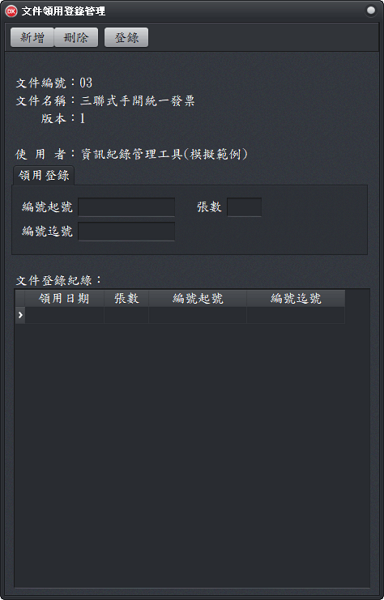 文件領用登錄管理
新增 刪除 登錄
文件編號：03
文件名稱：三聯式手開統一發票
版本：1
使 用 者：資訊紀錄管理工具(模擬範例)
領用登錄
編號起號 張數
編號迄號
文件登錄紀錄：
領用日期 張數 編號起號 編號迄號